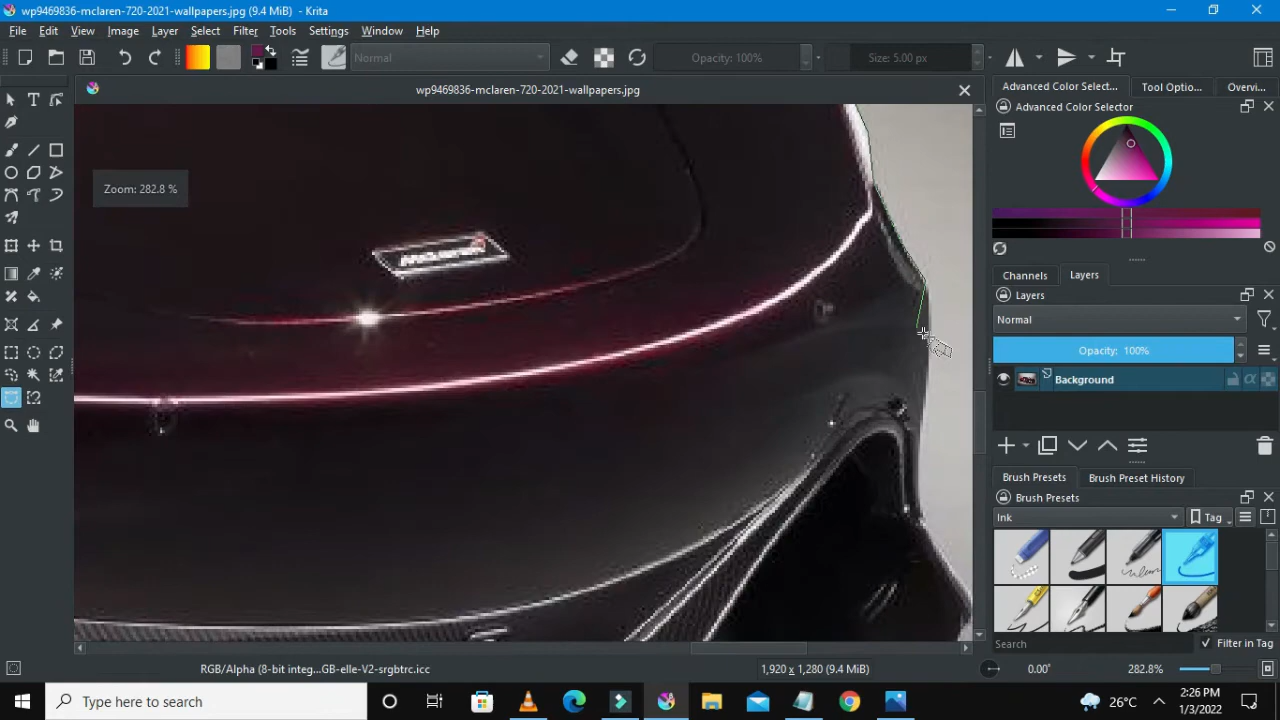 wp9469836-mclaren-720-2021-wallpapers.jpg (9.4 MiB) - Krita
File Edit View Image Layer Select Filter Tools Settings Window Help
Normal Opacity: 100% Size: 5.00 px
wp9469836-mclaren-720-2021-wallpapers.jpg
Advanced Color Select... Tool Optio... Overvi...
Advanced Color Selector
Zoom: 282.8 %
McLaren
Channels Layers
Layers
Normal
Opacity: 100%
Background
Brush Presets Brush Preset History
Brush Presets
Ink Tag
Search Filter in Tag
RGB/Alpha (8-bit integ...GB-elle-V2-srgbtrc.icc 1,920 x 1,280 (9.4 MiB) 0.00° 282.8%
Type here to search 26°C 2:26 PM
1/3/2022